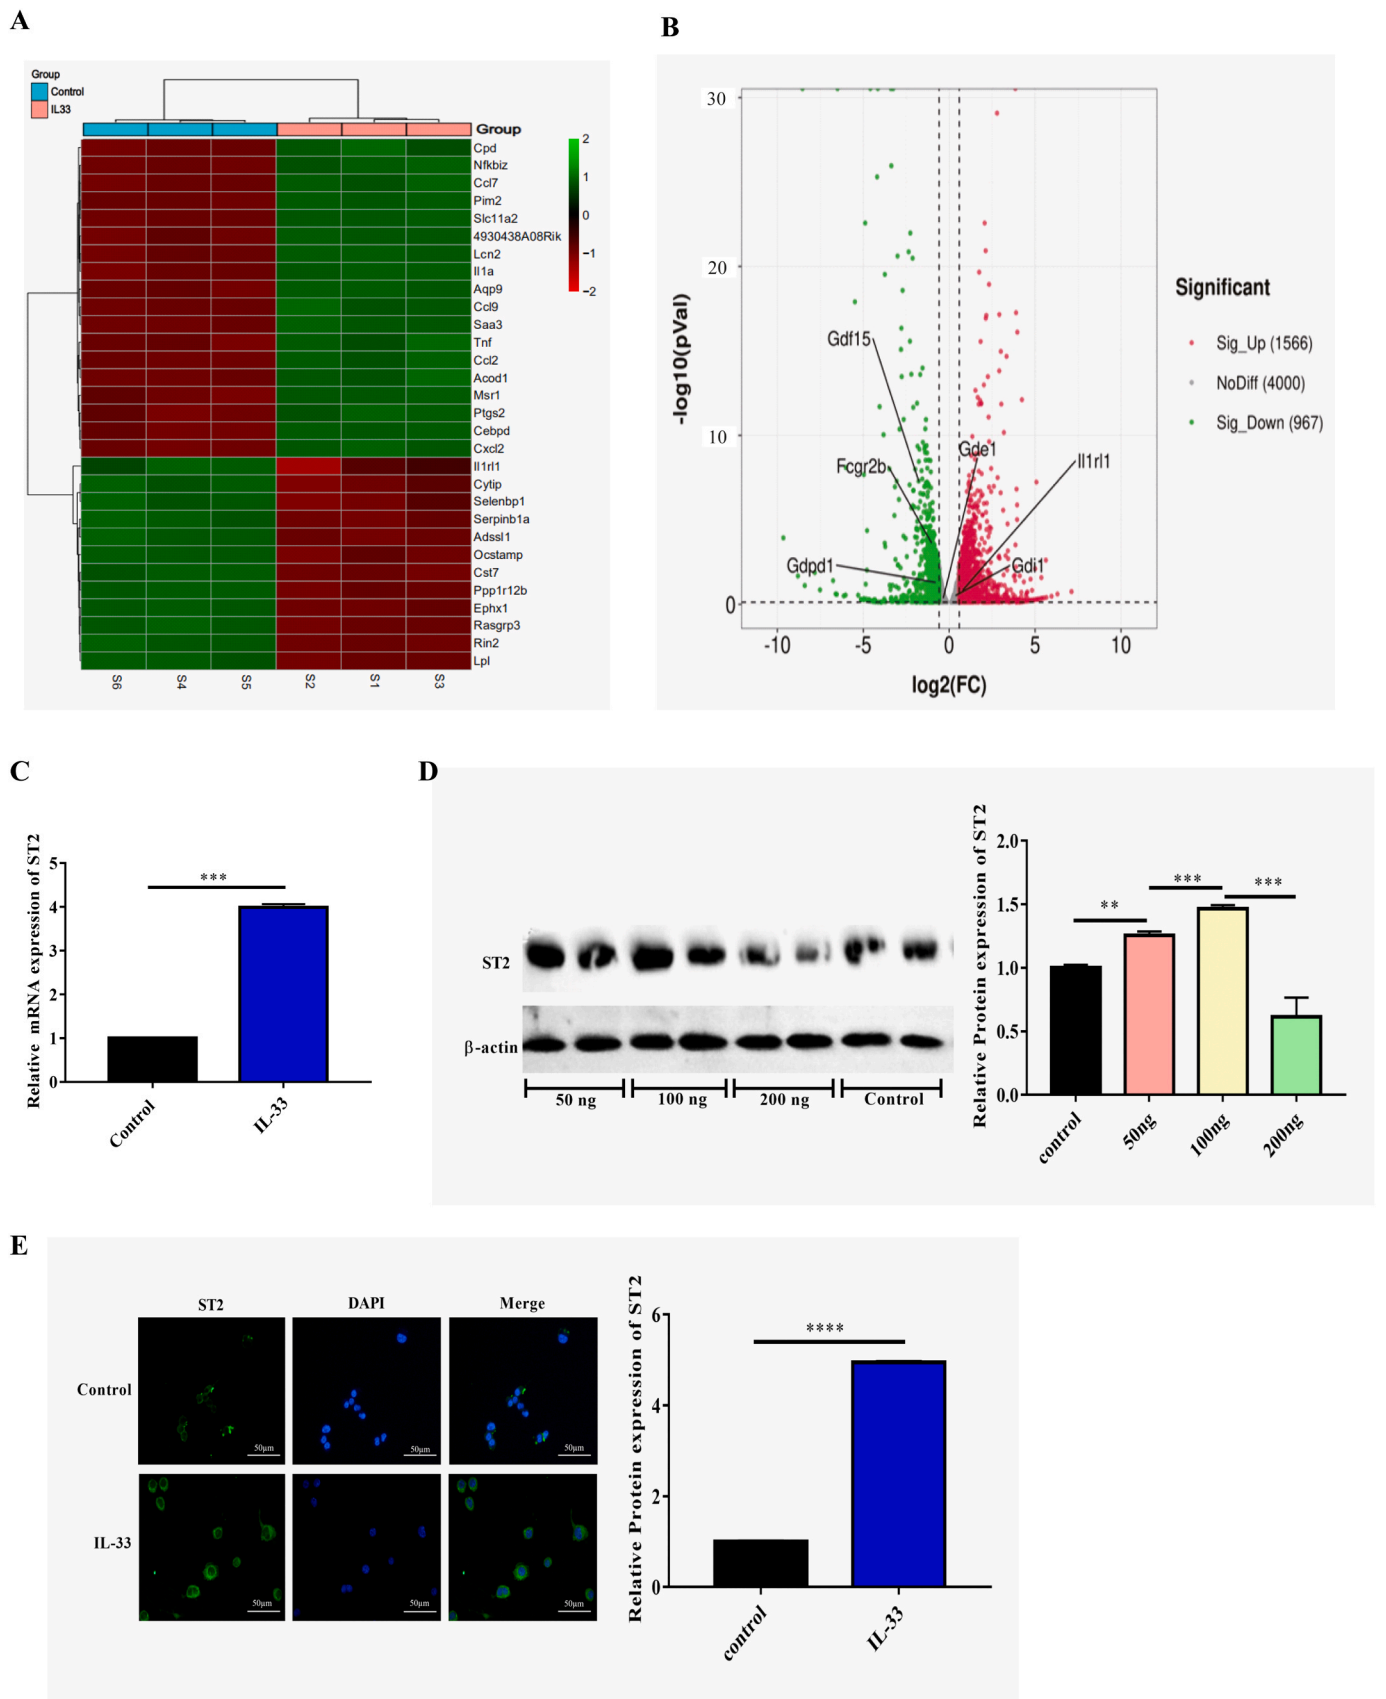 A
Group
Control
IL33
Group
Cpd
Nfkbiz
Ccl7
Pim2
Slc11a2
4930438A08Rik
Lcn2
Il1a
Aqp9
Ccl9
Saa3
Tnf
Ccl2
Acod1
Msr1
Ptgs2
Cebpd
Cxcl2
Il1rl1
Cytip
Selenbp1
Serpinb1a
Adssl1
Ocstamp
Cst7
Ppp1r12b
Ephx1
Rasgrp3
Rin2
Lpl
2
1
0
−1
−2
S6 S4 S5 S2 S1 S3
B
30
20
10
0
-log10(pVal)
Gdf15
Fcgr2b
Gde1
Il1rl1
Gdpd1
Gdi1
-10 -5 0 5 10
log2(FC)
Significant
Sig_Up (1566)
NoDiff (4000)
Sig_Down (967)
C
Relative mRNA expression of ST2
5
4
3
2
1
0
***
Control IL-33
D
ST2
β-actin
50 ng 100 ng 200 ng Control
Relative Protein expression of ST2
2.0
1.5
1.0
0.5
0.0
** *** ***
control 50ng 100ng 200ng
E
ST2 DAPI Merge
Control
50μm 50μm 50μm
IL-33
50μm 50μm 50μm
Relative Protein expression of ST2
6
4
2
0
****
control IL-33